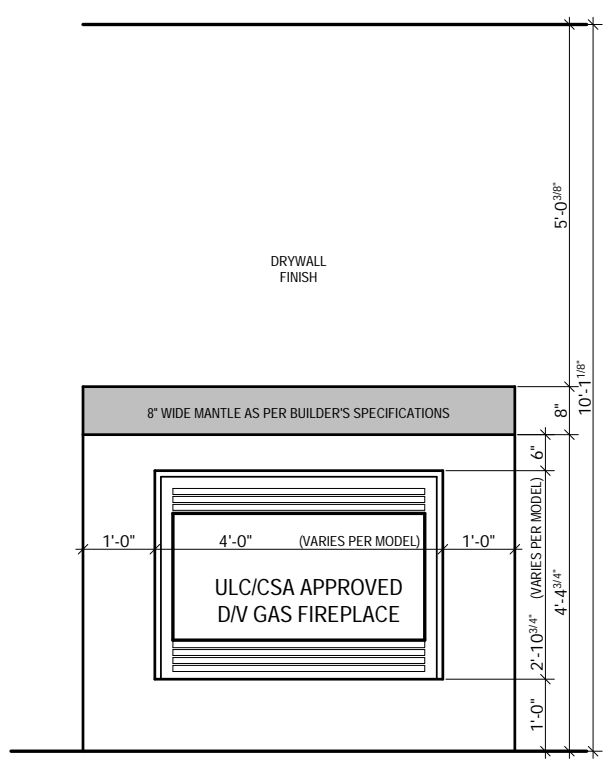 5'-0 3/8"
DRYWALL
FINISH
10'-1 1/8"
8"
8" WIDE MANTLE AS PER BUILDER'S SPECIFICATIONS
6"
1'-0"
4'-0"
(VARIES PER MODEL)
1'-0"
2'-10 3/4" (VARIES PER MODEL)
4'-4 3/4"
ULC/CSA APPROVED
D/V GAS FIREPLACE
1'-0"